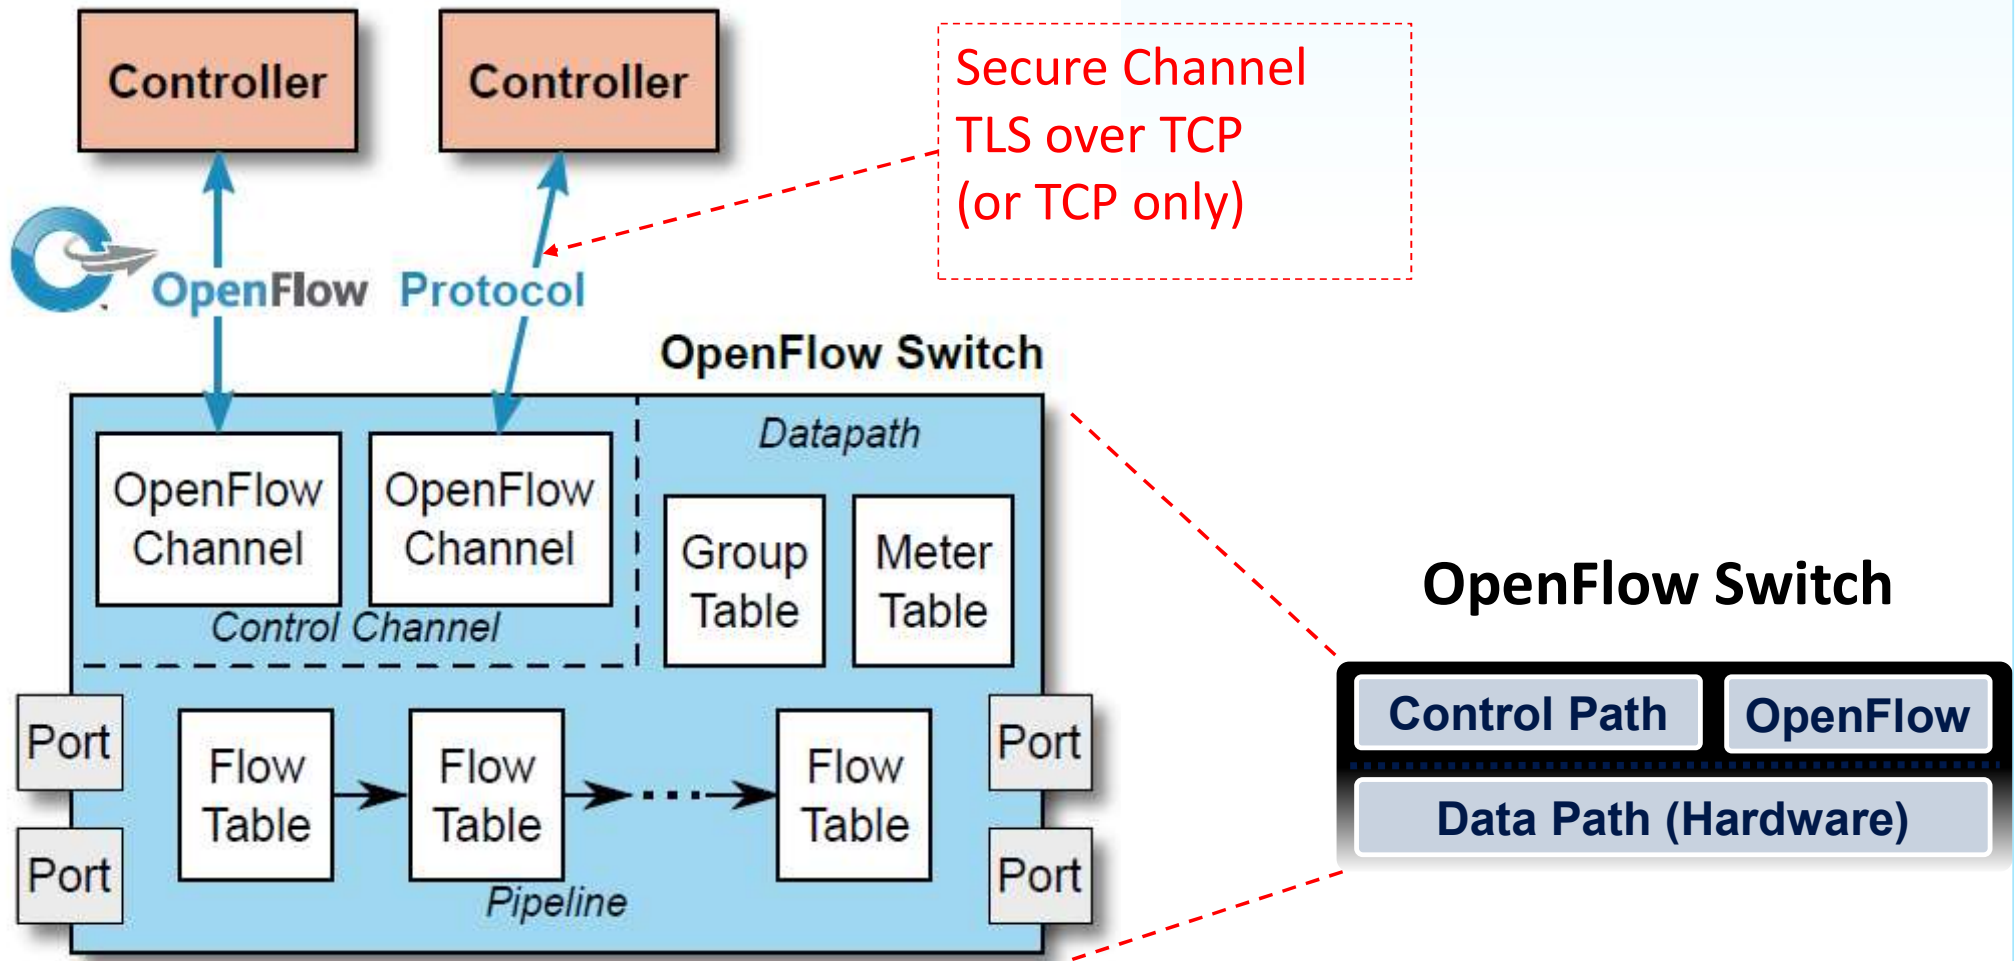 Controller
Controller
Secure Channel
TLS over TCP
(or TCP only)
OpenFlow Protocol
OpenFlow Switch
OpenFlow
Channel
OpenFlow
Channel
Control Channel
Datapath
Group
Table
Meter
Table
Port
Port
Flow
Table
Flow
Table
Flow
Table
Pipeline
Port
Port
OpenFlow Switch
Control Path
OpenFlow
Data Path (Hardware)